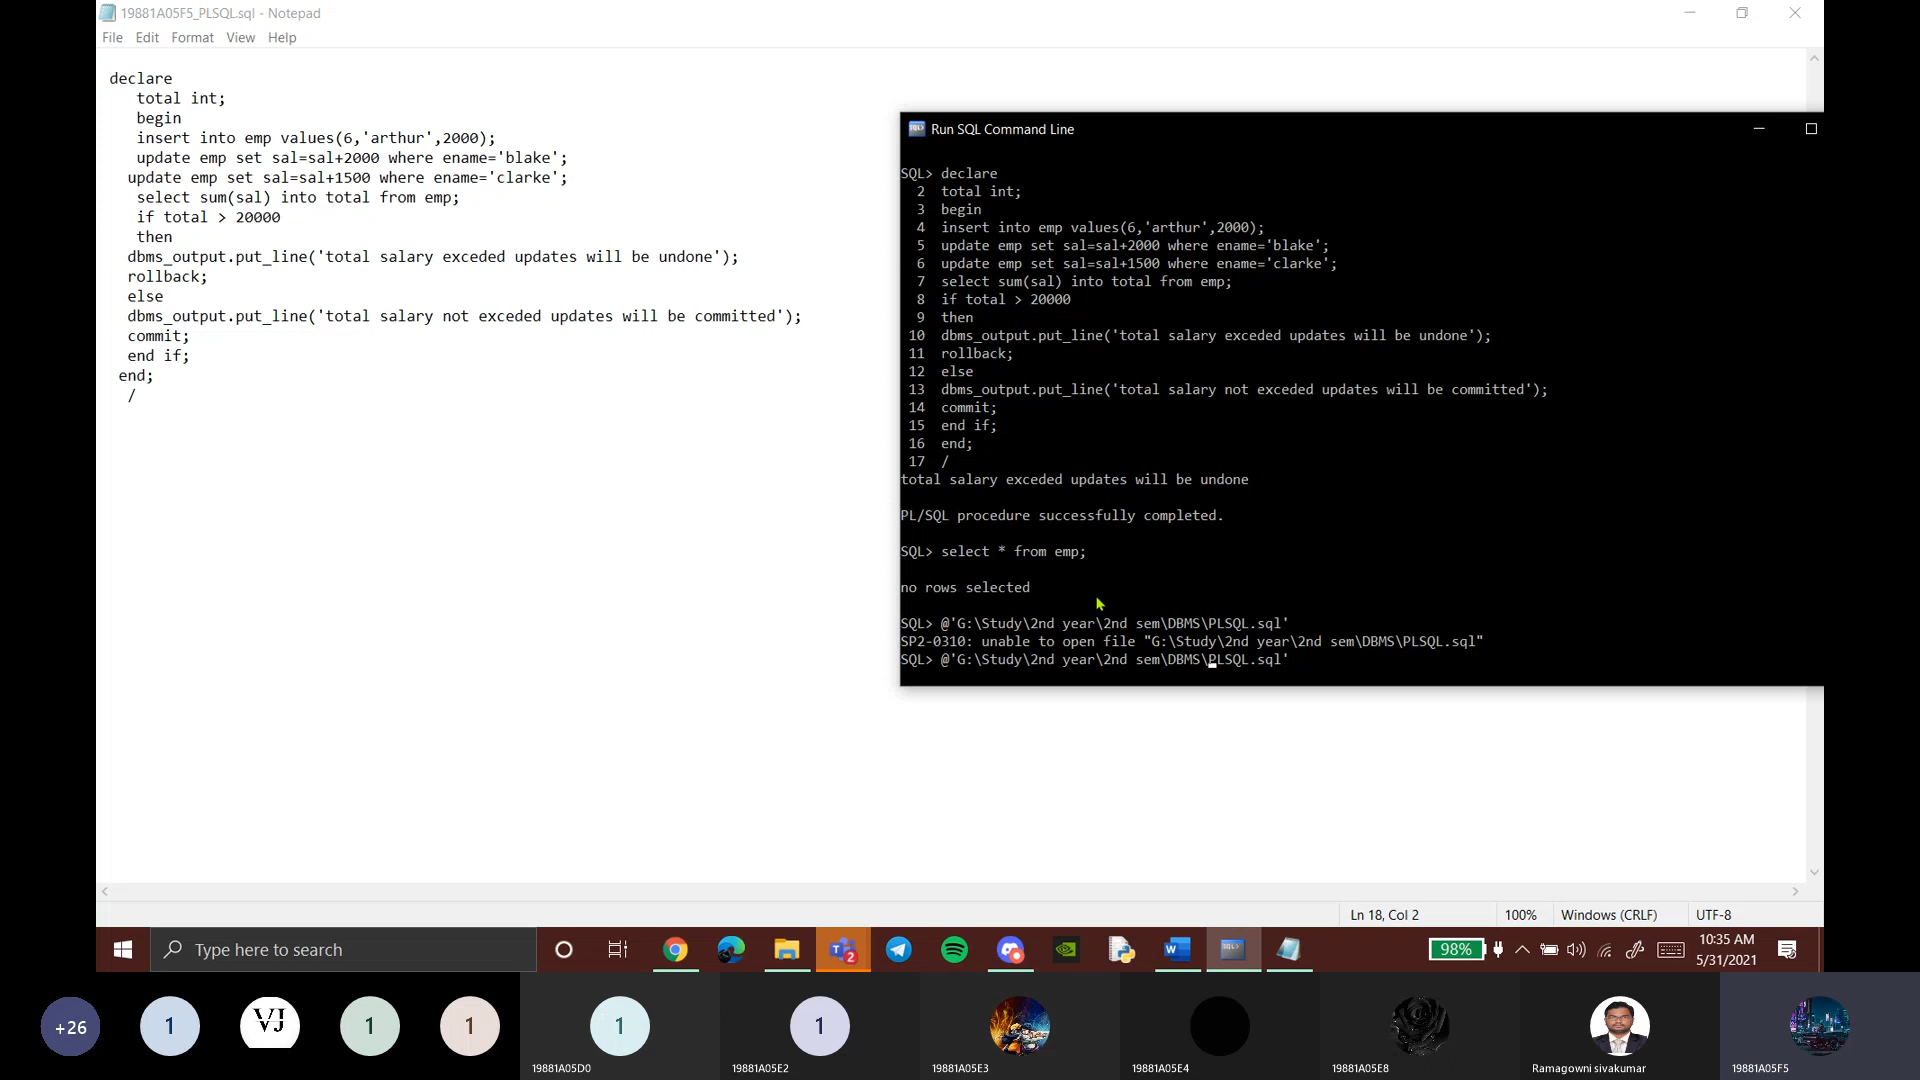 19881A05F5_PLSQL.sql - Notepad
File Edit Format View Help
declare
total int;
begin
insert into emp values(6,'arthur',2000);
update emp set sal=sal+2000 where ename='blake';
update emp set sal=sal+1500 where ename='clarke';
select sum(sal) into total from emp;
if total > 20000
then
dbms_output.put_line('total salary exceded updates will be undone');
rollback;
else
dbms_output.put_line('total salary not exceded updates will be committed');
commit;
end if;
end;
/
Run SQL Command Line
SQL> declare
2 total int;
3 begin
4 insert into emp values(6,'arthur',2000);
5 update emp set sal=sal+2000 where ename='blake';
6 update emp set sal=sal+1500 where ename='clarke';
7 select sum(sal) into total from emp;
8 if total > 20000
9 then
10 dbms_output.put_line('total salary exceded updates will be undone');
11 rollback;
12 else
13 dbms_output.put_line('total salary not exceded updates will be committed');
14 commit;
15 end if;
16 end;
17 /
total salary exceded updates will be undone
PL/SQL procedure successfully completed.
SQL> select * from emp;
no rows selected
SQL> @'G:\Study\2nd year\2nd sem\DBMS\PLSQL.sql'
SP2-0310: unable to open file "G:\Study\2nd year\2nd sem\DBMS\PLSQL.sql"
SQL> @'G:\Study\2nd year\2nd sem\DBMS\PLSQL.sql'
Ln 18, Col 2 100% Windows (CRLF) UTF-8
Type here to search
2
98%
10:35 AM
5/31/2021
+26 1 VJ 1 1 1 1
19881A05D0 19881A05E2 19881A05E3 19881A05E4 19881A05E8 Ramagowni sivakumar 19881A05F5